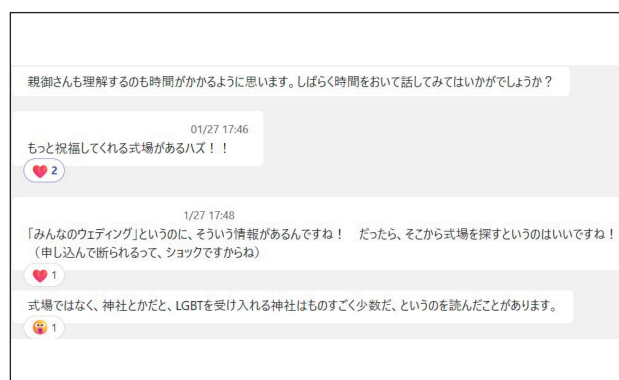 親御さんも理解するのも時間がかかるように思います。しばらく時間をおいて話してみてはいかがでしょうか？
01/27 17:46
もっと祝福してくれる式場があるハズ！！
2
1/27 17:48
「みんなのウェディング」というのに、そういう情報があるんですね！　だったら、そこから式場を探すというのはいいですね！
（申し込んで断られるって、ショックですからね）
1
式場ではなく、神社とかだと、LGBTを受け入れる神社はものすごく少数だ、というのを読んだことがあります。
1